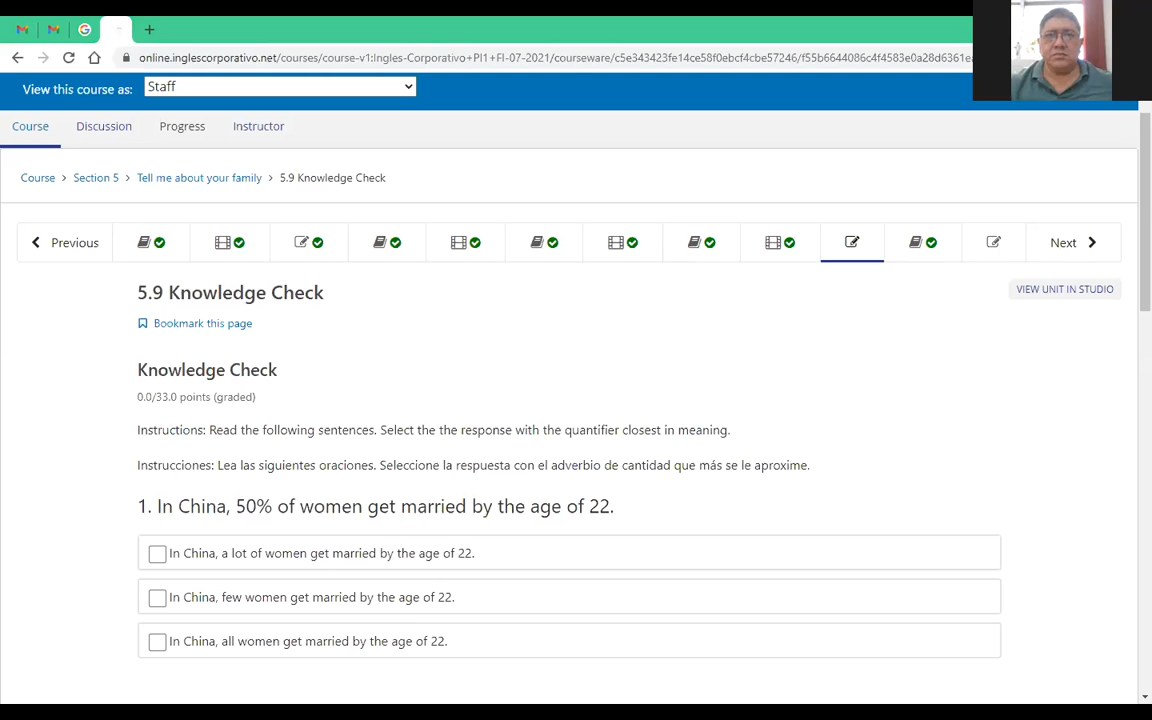 online.inglescorporativo.net/courses/course-v1:Ingles-Corporativo+PI1+FI-07-2021/courseware/c5e343423fe14ce58f0ebcf4cbe57246/f55b6644086c4f4583e0a28d6361e
View this course as: Staff
Course Discussion Progress Instructor
Course > Section 5 > Tell me about your family > 5.9 Knowledge Check
Previous Next
5.9 Knowledge Check
VIEW UNIT IN STUDIO
Bookmark this page
Knowledge Check
0.0/33.0 points (graded)
Instructions: Read the following sentences. Select the the response with the quantifier closest in meaning.
Instrucciones: Lea las siguientes oraciones. Seleccione la respuesta con el adverbio de cantidad que más se le aproxime.
1. In China, 50% of women get married by the age of 22.
In China, a lot of women get married by the age of 22.
In China, few women get married by the age of 22.
In China, all women get married by the age of 22.